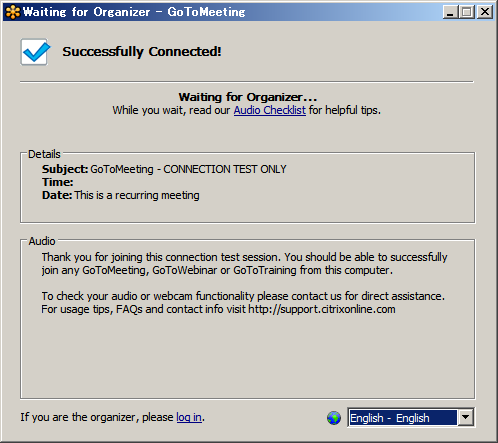 Waiting for Organizer - GoToMeeting
Successfully Connected!
Waiting for Organizer...
While you wait, read our Audio Checklist for helpful tips.
Details
Subject: GoToMeeting - CONNECTION TEST ONLY
Time:
Date: This is a recurring meeting
Audio
Thank you for joining this connection test session. You should be able to successfully
join any GoToMeeting, GoToWebinar or GoToTraining from this computer.
To check your audio or webcam functionality please contact us for direct assistance.
For usage tips, FAQs and contact info visit http://support.citrixonline.com
If you are the organizer, please log in.
English - English